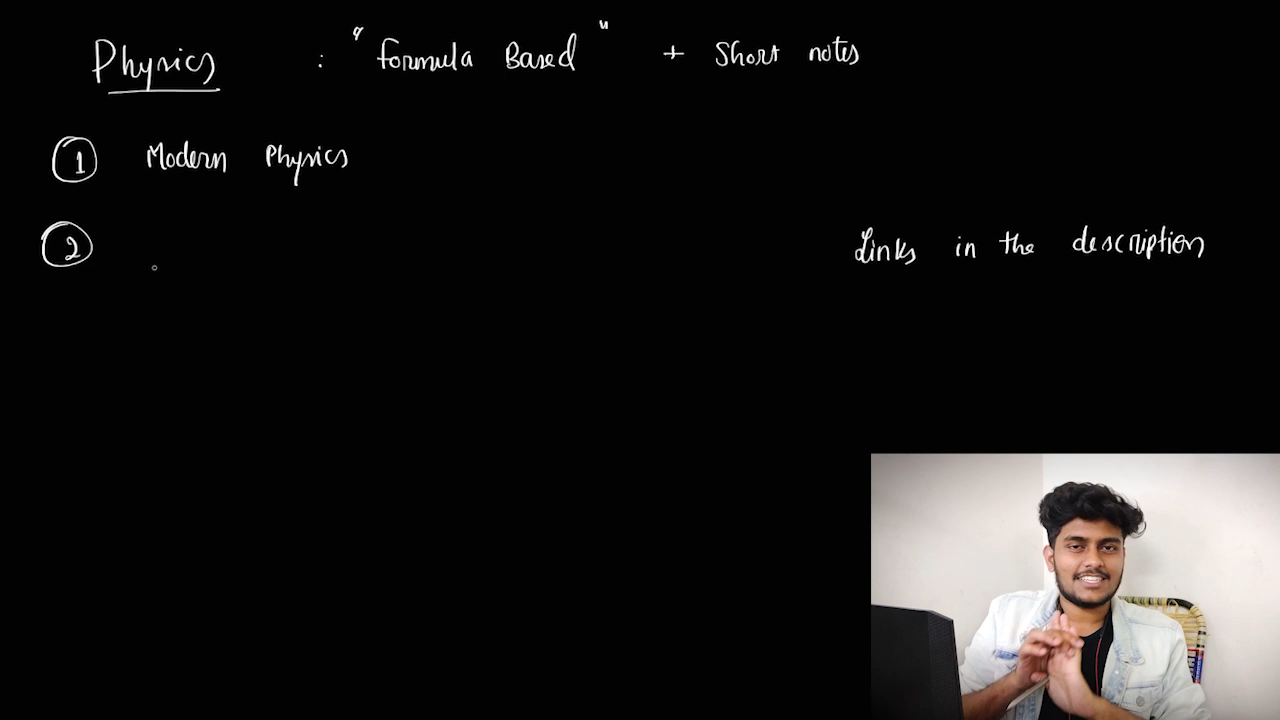 Physics : "Formula Based" + Short notes
① Modern Physics
② Links in the description